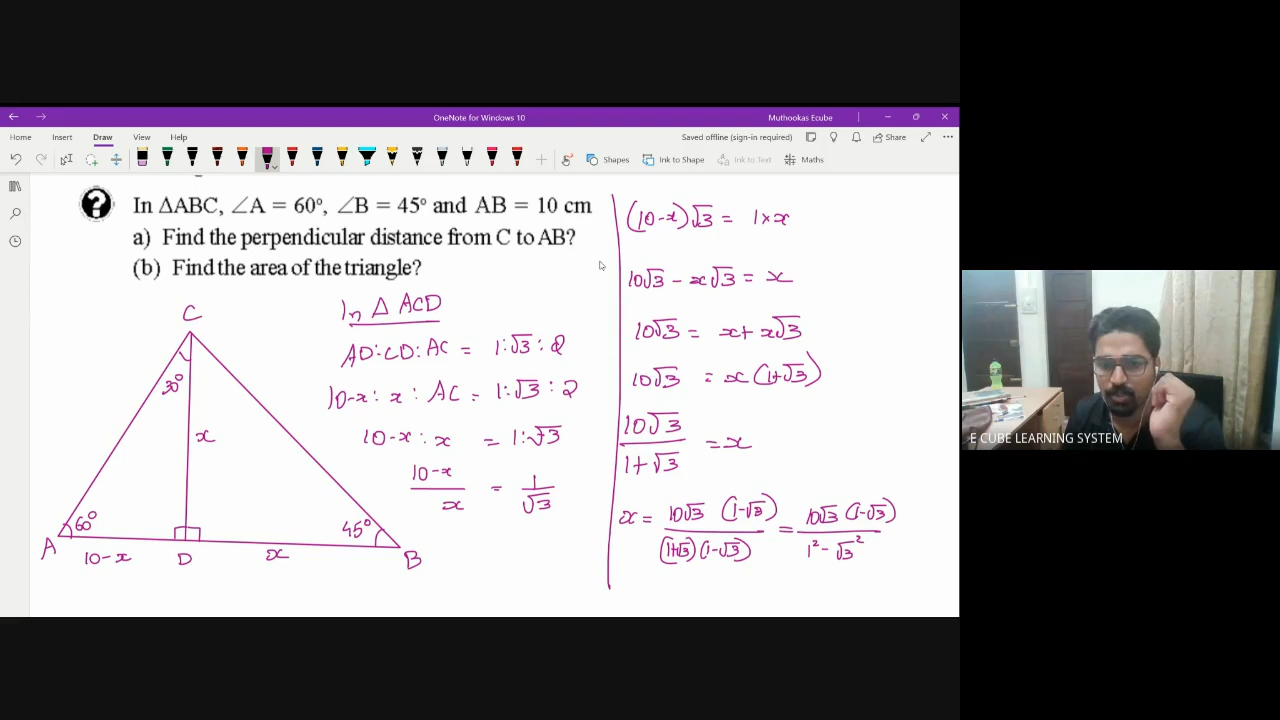 OneNote for Windows 10
Muthookas Ecube
Home Insert Draw View Help
Saved offline (sign-in required)
Share
Shapes
Ink to Shape
Ink to Text
Maths
In ΔABC, ∠A = 60°, ∠B = 45° and AB = 10 cm
a) Find the perpendicular distance from C to AB?
(b) Find the area of the triangle?
C
30°
x
60°
45°
A
10-x
D
x
B
In Δ ACD
AD:CD:AC = 1:√3:2
10-x : x : AC = 1:√3:2
10-x : x = 1:√3
10-x/x = 1/√3
(10-x)√3 = 1×x
10√3 - x√3 = x
10√3 = x+x√3
10√3 = x(1+√3)
10√3/1+√3 = x
x = 10√3 (1-√3)/(1+√3)(1-√3) = 10√3 (1-√3)/1² - √3²
E CUBE LEARNING SYSTEM